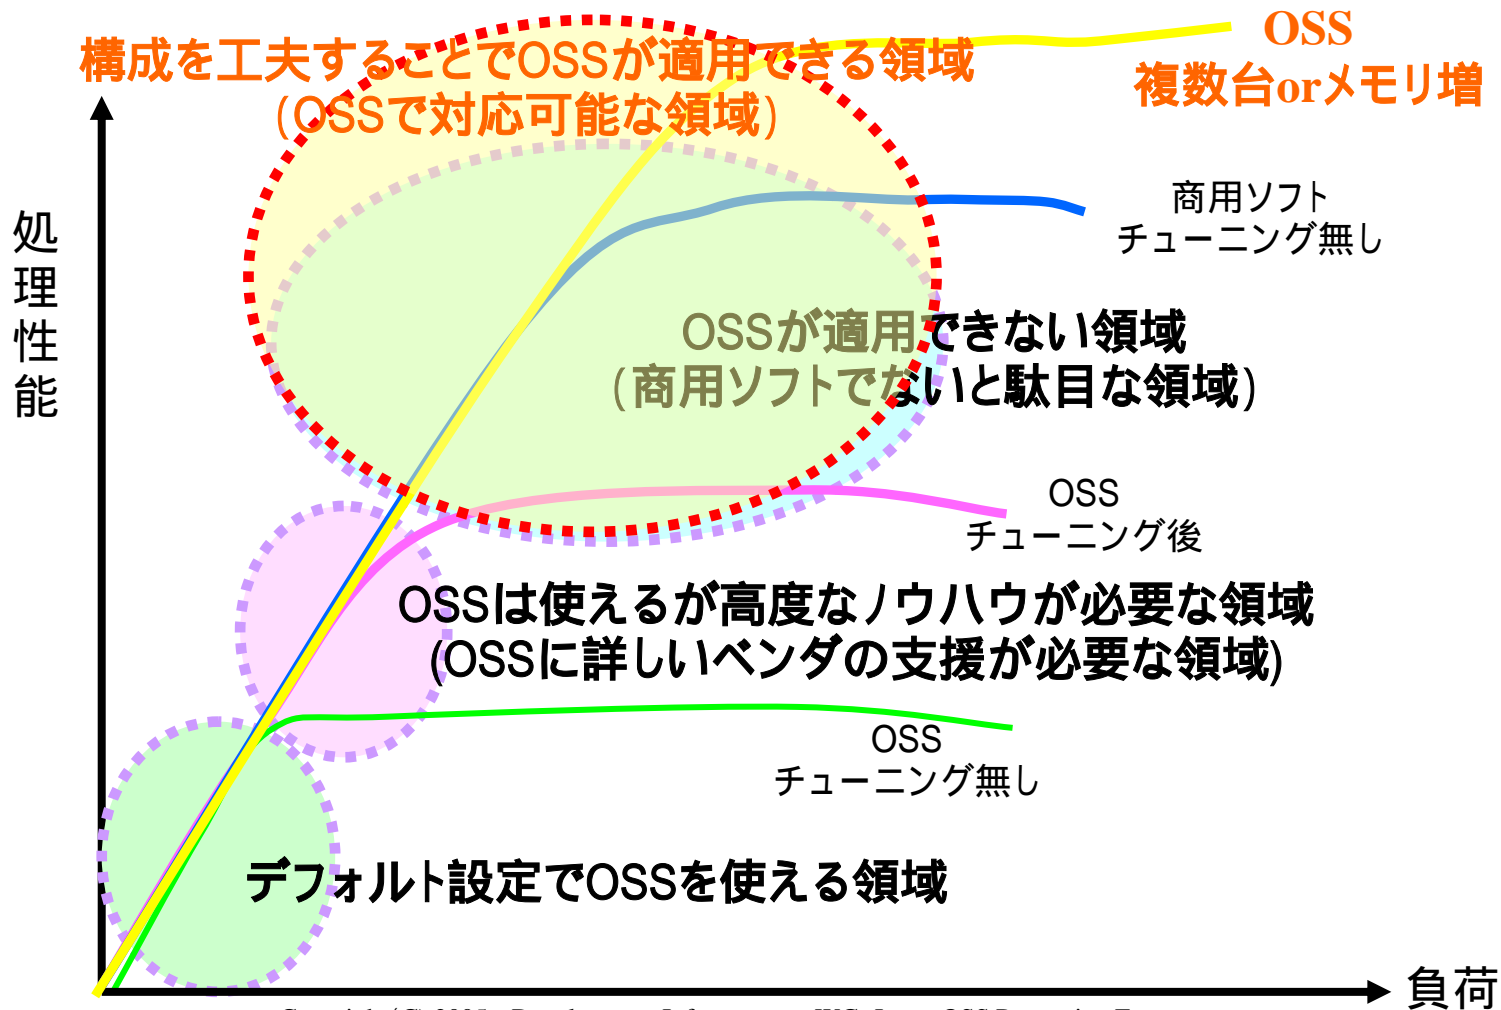 構成を工夫することでOSSが適用できる領域
(OSSで対応可能な領域)
OSS
複数台orメモリ増
処理性能
商用ソフト
チューニング無し
OSSが適用できない領域
(商用ソフトでないと駄目な領域)
OSS
チューニング後
OSSは使えるが高度なノウハウが必要な領域
(OSSに詳しいベンダの支援が必要な領域)
OSS
チューニング無し
デフォルト設定でOSSを使える領域
負荷